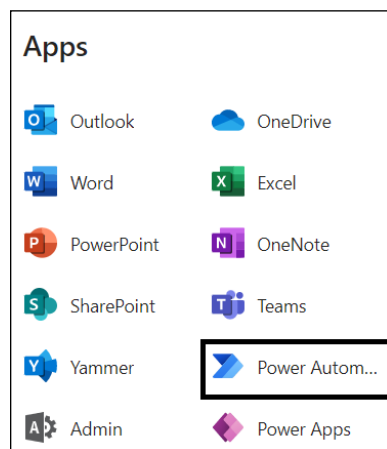 Apps
Outlook OneDrive
Word Excel
PowerPoint OneNote
SharePoint Teams
Yammer Power Autom...
Admin Power Apps